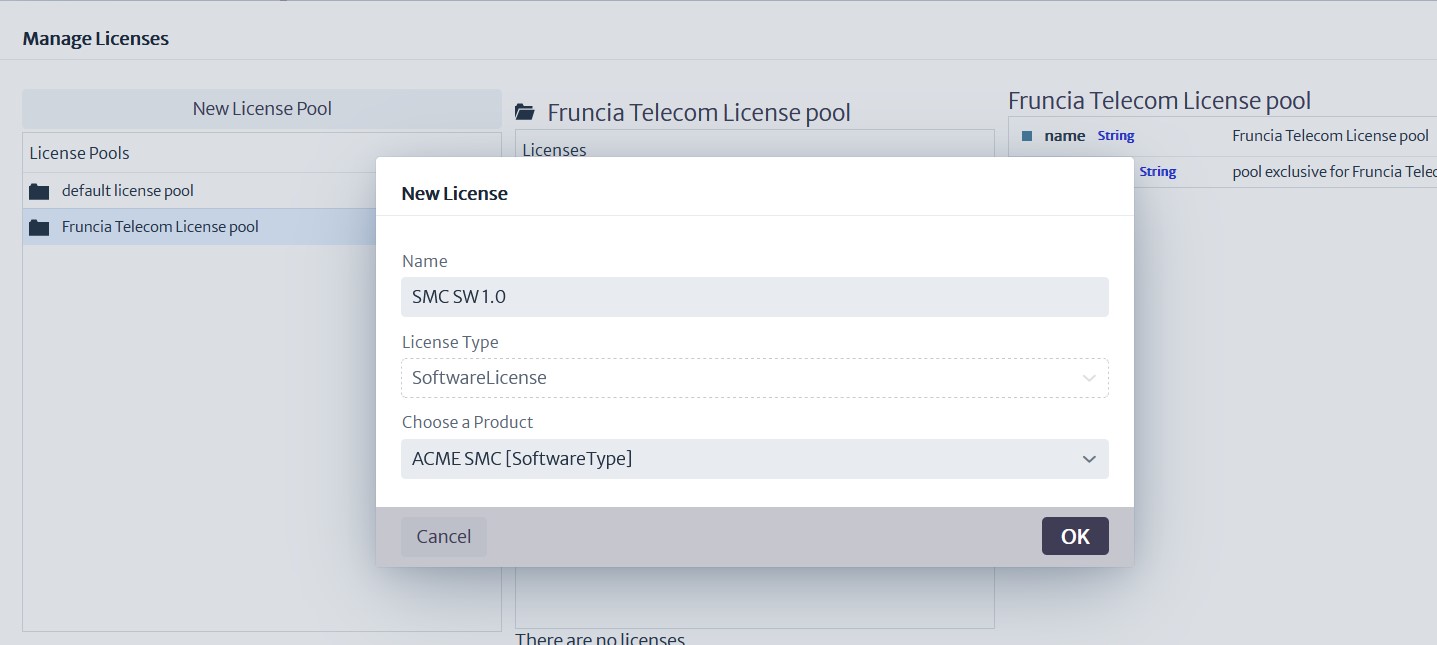 Manage Licenses
New License Pool
License Pools
default license pool
Fruncia Telecom License pool
Fruncia Telecom License pool
Licenses
There are no licenses
Fruncia Telecom License pool
name String Fruncia Telecom License pool
String pool exclusive for Fruncia Telec
New License
Name
SMC SW 1.0
License Type
SoftwareLicense
Choose a Product
ACME SMC [SoftwareType]
Cancel OK